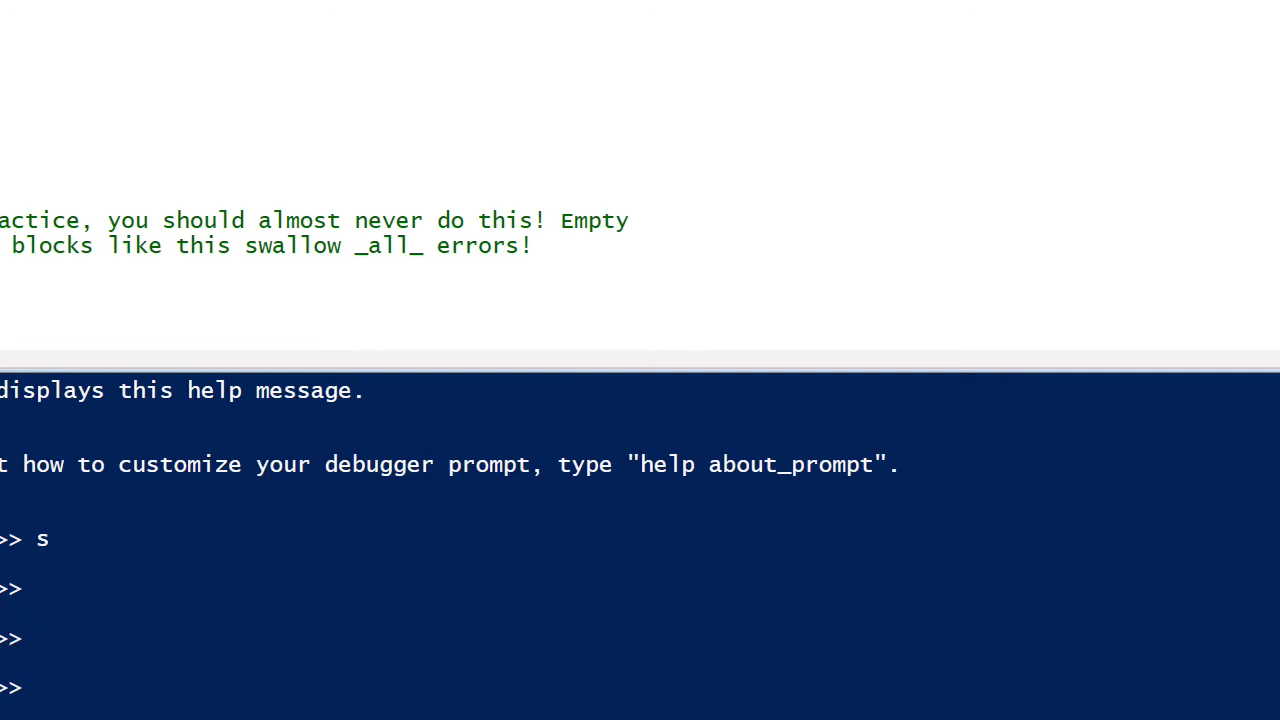 actice, you should almost never do this! Empty
blocks like this swallow _all_ errors!
displays this help message.
t how to customize your debugger prompt, type "help about_prompt".
>> s
>>
>>
>>